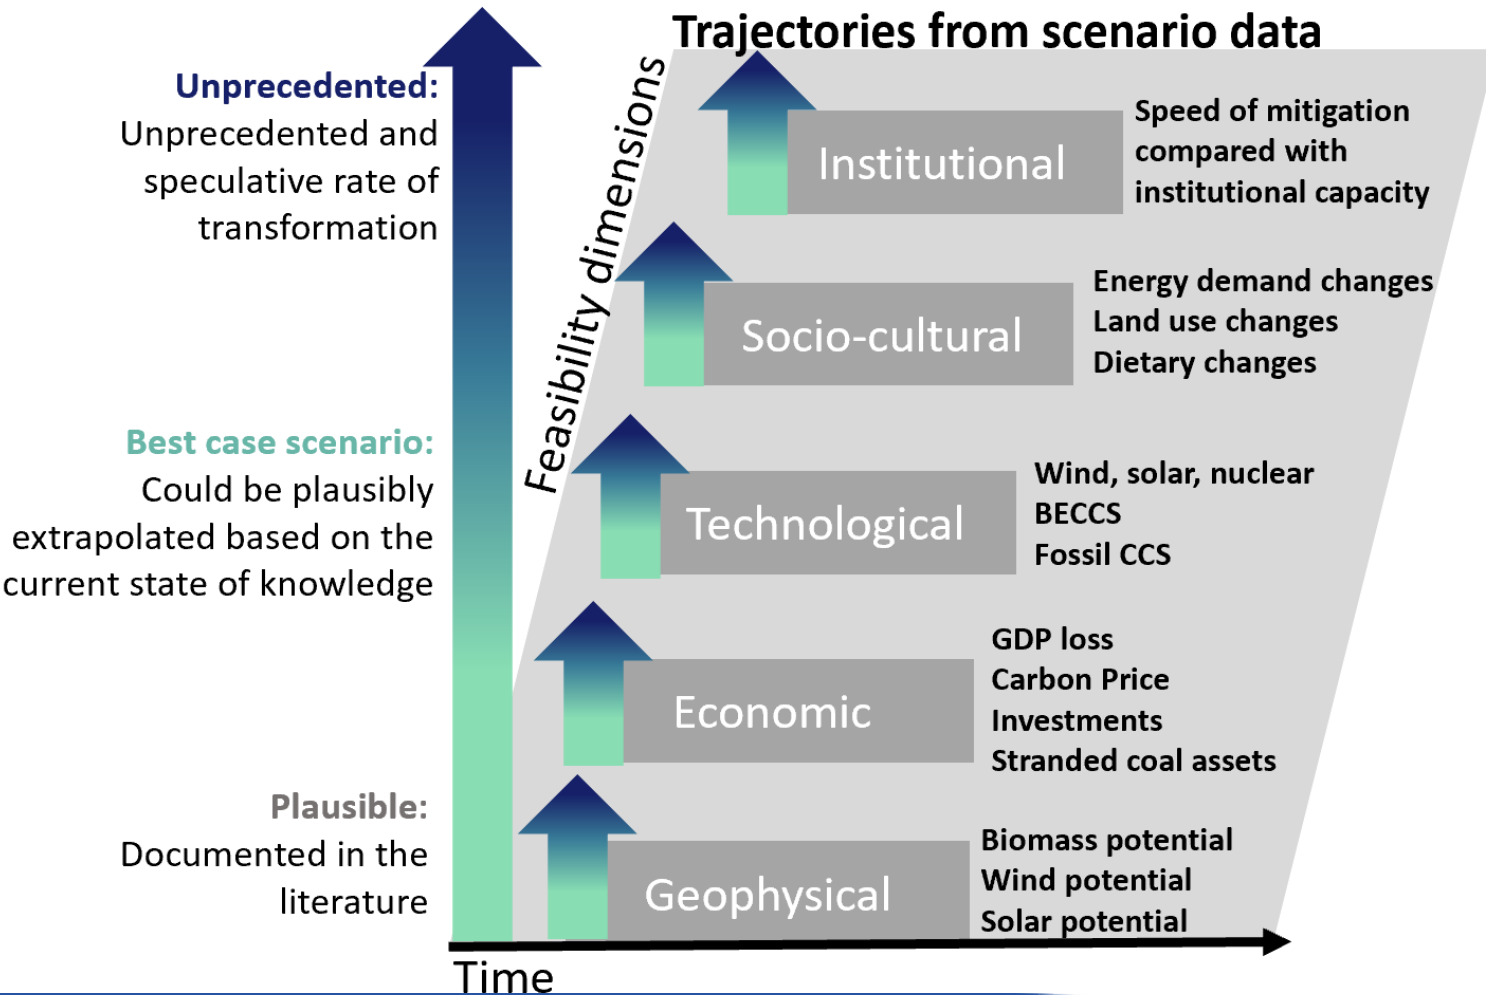 Trajectories from scenario data
Unprecedented:
Unprecedented and
speculative rate of
transformation
Best case scenario:
Could be plausibly
extrapolated based on the
current state of knowledge
Plausible:
Documented in the
literature
Feasibility dimensions
Institutional
Speed of mitigation
compared with
institutional capacity
Socio-cultural
Energy demand changes
Land use changes
Dietary changes
Technological
Wind, solar, nuclear
BECCS
Fossil CCS
Economic
GDP loss
Carbon Price
Investments
Stranded coal assets
Geophysical
Biomass potential
Wind potential
Solar potential
Time